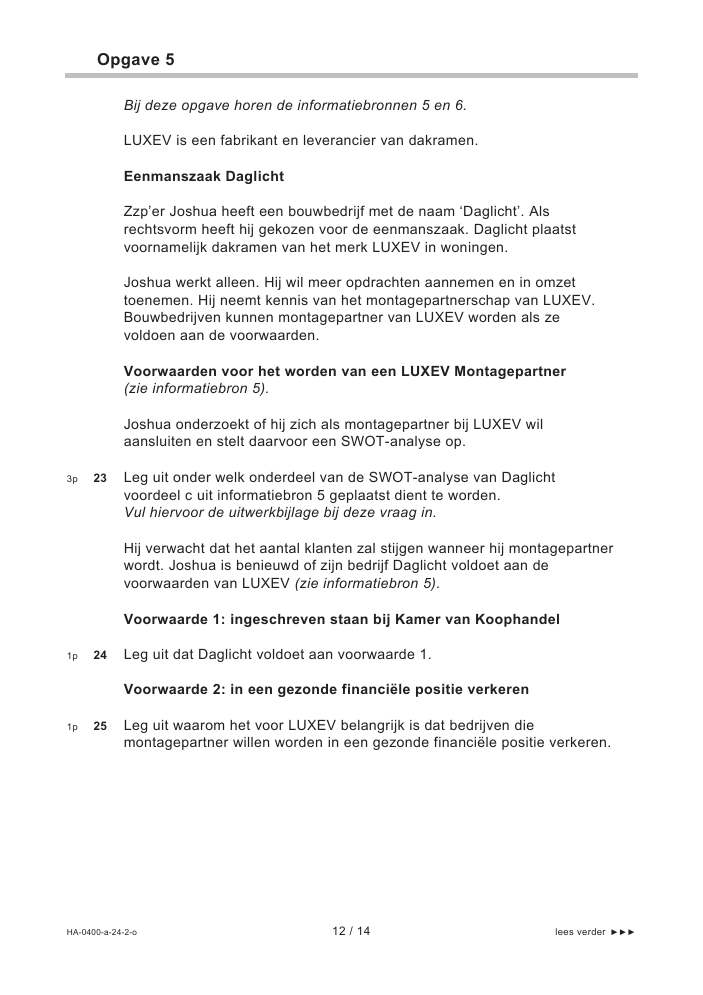 Opgave 5
Bij deze opgave horen de informatiebronnen 5 en 6.
LUXEV is een fabrikant en leverancier van dakramen.
Eenmanszaak Daglicht
Zzp’er Joshua heeft een bouwbedrijf met de naam ‘Daglicht’. Als
rechtsvorm heeft hij gekozen voor de eenmanszaak. Daglicht plaatst
voornamelijk dakramen van het merk LUXEV in woningen.
Joshua werkt alleen. Hij wil meer opdrachten aannemen en in omzet
toenemen. Hij neemt kennis van het montagepartnerschap van LUXEV.
Bouwbedrijven kunnen montagepartner van LUXEV worden als ze
voldoen aan de voorwaarden.
Voorwaarden voor het worden van een LUXEV Montagepartner
(zie informatiebron 5).
Joshua onderzoekt of hij zich als montagepartner bij LUXEV wil
aansluiten en stelt daarvoor een SWOT-analyse op.
3p 23 Leg uit onder welk onderdeel van de SWOT-analyse van Daglicht
voordeel c uit informatiebron 5 geplaatst dient te worden.
Vul hiervoor de uitwerkbijlage bij deze vraag in.
Hij verwacht dat het aantal klanten zal stijgen wanneer hij montagepartner
wordt. Joshua is benieuwd of zijn bedrijf Daglicht voldoet aan de
voorwaarden van LUXEV (zie informatiebron 5).
Voorwaarde 1: ingeschreven staan bij Kamer van Koophandel
1p 24 Leg uit dat Daglicht voldoet aan voorwaarde 1.
Voorwaarde 2: in een gezonde financiële positie verkeren
1p 25 Leg uit waarom het voor LUXEV belangrijk is dat bedrijven die
montagepartner willen worden in een gezonde financiële positie verkeren.
HA-0400-a-24-2-o 12 / 14 lees verder ►►►